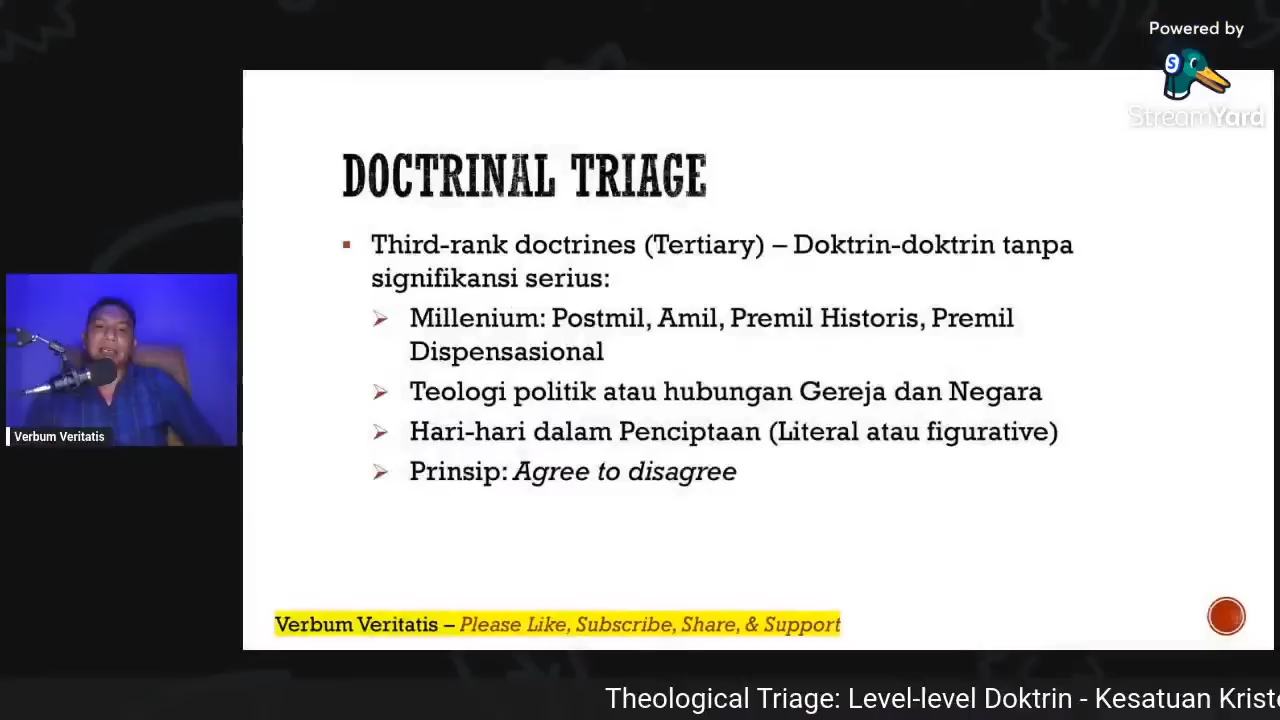 Powered by
StreamYard
DOCTRINAL TRIAGE
Third-rank doctrines (Tertiary) – Doktrin-doktrin tanpa
signifikansi serius:
Millenium: Postmil, Amil, Premil Historis, Premil
Dispensasional
Teologi politik atau hubungan Gereja dan Negara
Hari-hari dalam Penciptaan (Literal atau figurative)
Prinsip: Agree to disagree
Verbum Veritatis
Verbum Veritatis – Please Like, Subscribe, Share, & Support
Theological Triage: Level-level Doktrin - Kesatuan